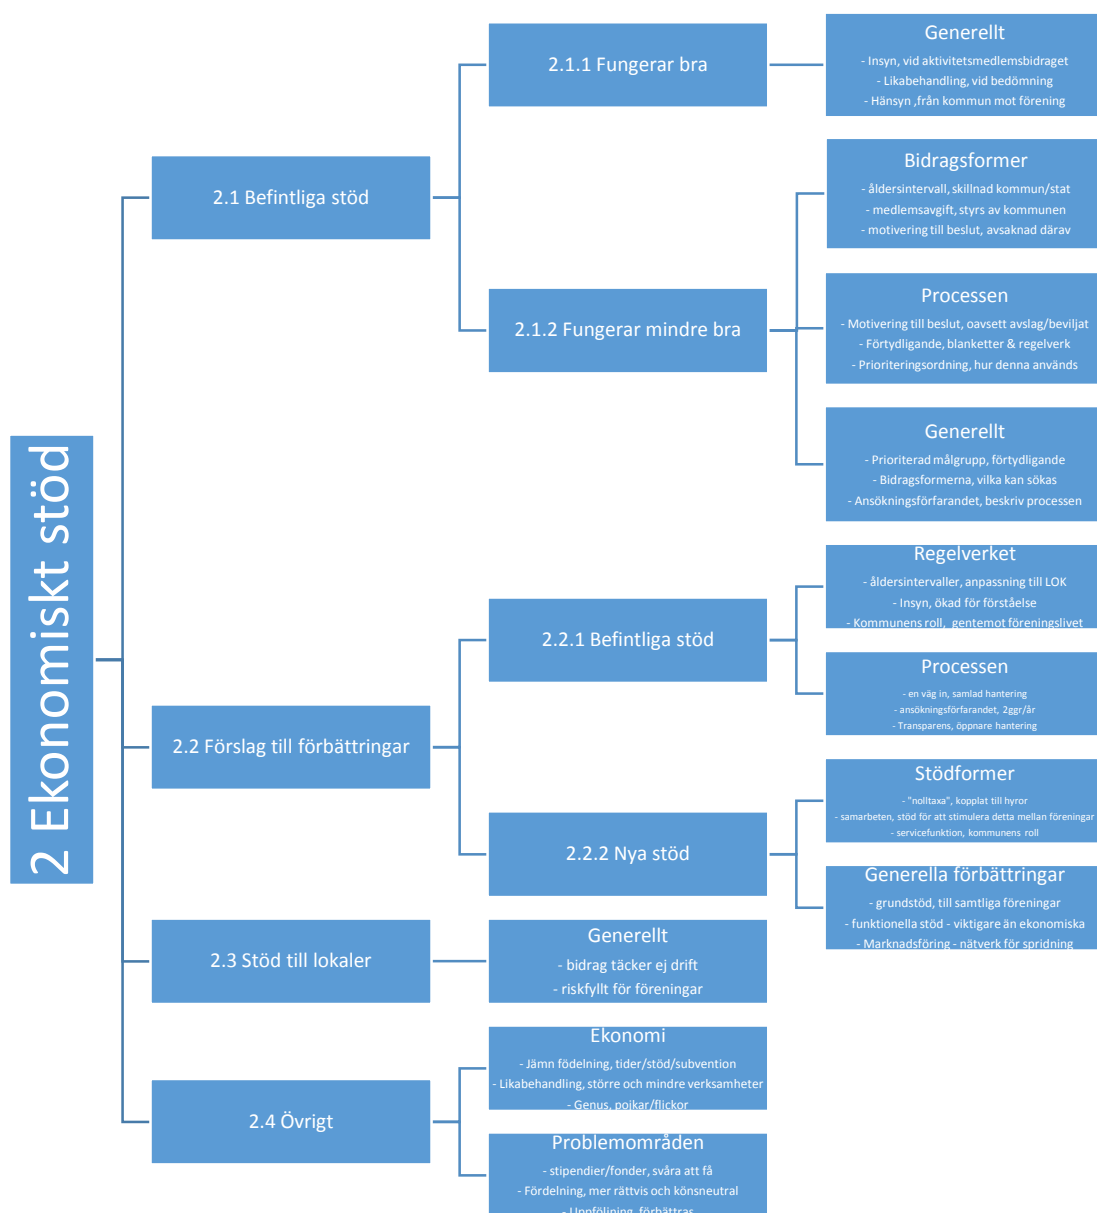 2 Ekonomiskt stöd
2.1 Befintliga stöd
2.1.1 Fungerar bra
Generellt
- Insyn, vid aktivitetsmedlemsbidraget
- Likabehandling, vid bedömning
- Hänsyn ,från kommun mot förening
2.1.2 Fungerar mindre bra
Bidragsformer
- åldersintervall, skillnad kommun/stat
- medlemsavgift, styrs av kommunen
- motivering till beslut, avsaknad därav
Processen
- Motivering till beslut, oavsett avslag/beviljat
- Förtydligande, blanketter & regelverk
- Prioriteringsordning, hur denna används
Generellt
- Prioriterad målgrupp, förtydligande
- Bidragsformerna, vilka kan sökas
- Ansökningsförfarandet, beskriv processen
2.2 Förslag till förbättringar
2.2.1 Befintliga stöd
Regelverket
- åldersintervaller, anpassning till LOK
- Insyn, ökad för förståelse
- Kommunens roll, gentemot föreningslivet
Processen
- en väg in, samlad hantering
- ansökningsförfarandet, 2ggr/år
- Transparens, öppnare hantering
2.2.2 Nya stöd
Stödformer
- "nolltaxa", kopplat till hyror
- samarbeten, stöd för att stimulera detta mellan föreningar
- servicefunktion, kommunens roll
Generella förbättringar
- grundstöd, till samtliga föreningar
- funktionella stöd - viktigare än ekonomiska
- Marknadsföring - nätverk för spridning
2.3 Stöd till lokaler
Generellt
- bidrag täcker ej drift
- riskfyllt för föreningar
2.4 Övrigt
Ekonomi
- Jämn födelning, tider/stöd/subvention
- Likabehandling, större och mindre verksamheter
- Genus, pojkar/flickor
Problemområden
- stipendier/fonder, svåra att få
- Fördelning, mer rättvis och könsneutral
- Uppföljning, förbättras